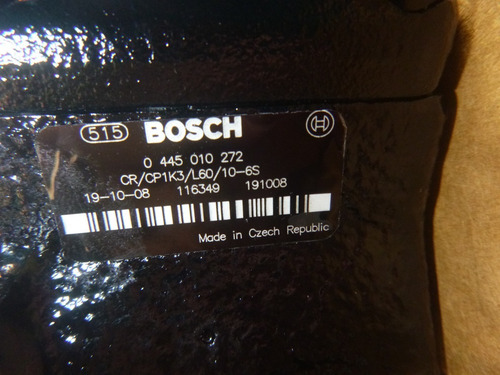 515 BOSCH
0 445 010 272
CR/CP1K3/L60/10-6S
19-10-08 116349 191008
Made in Czech Republic